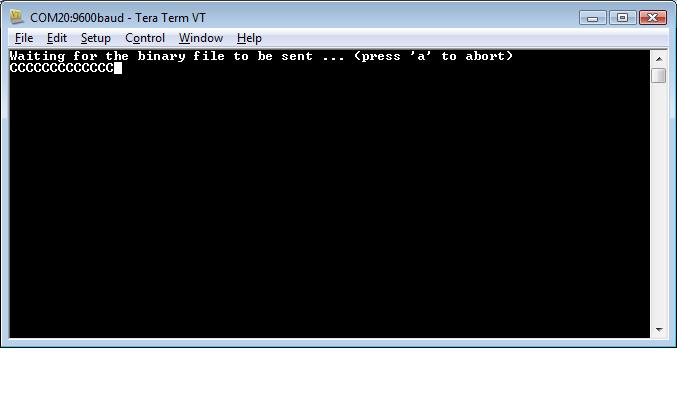 COM20:9600baud - Tera Term VT
File Edit Setup Control Window Help
Waiting for the binary file to be sent ... (press 'a' to abort)
CCCCCCCCCCCCC